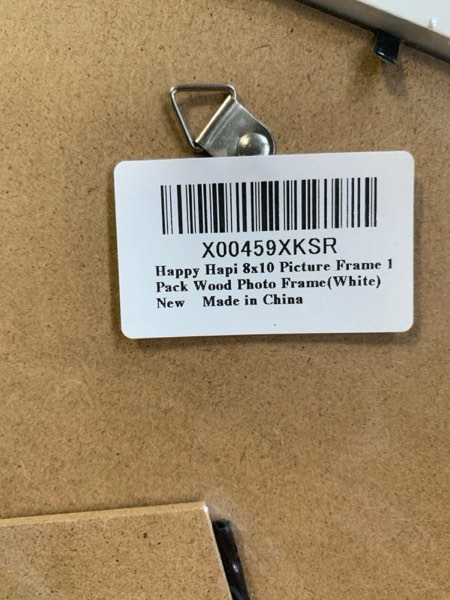 X00459XKSR
Happy Hapi 8x10 Picture Frame 1
Pack Wood Photo Frame(White)
New Made in China